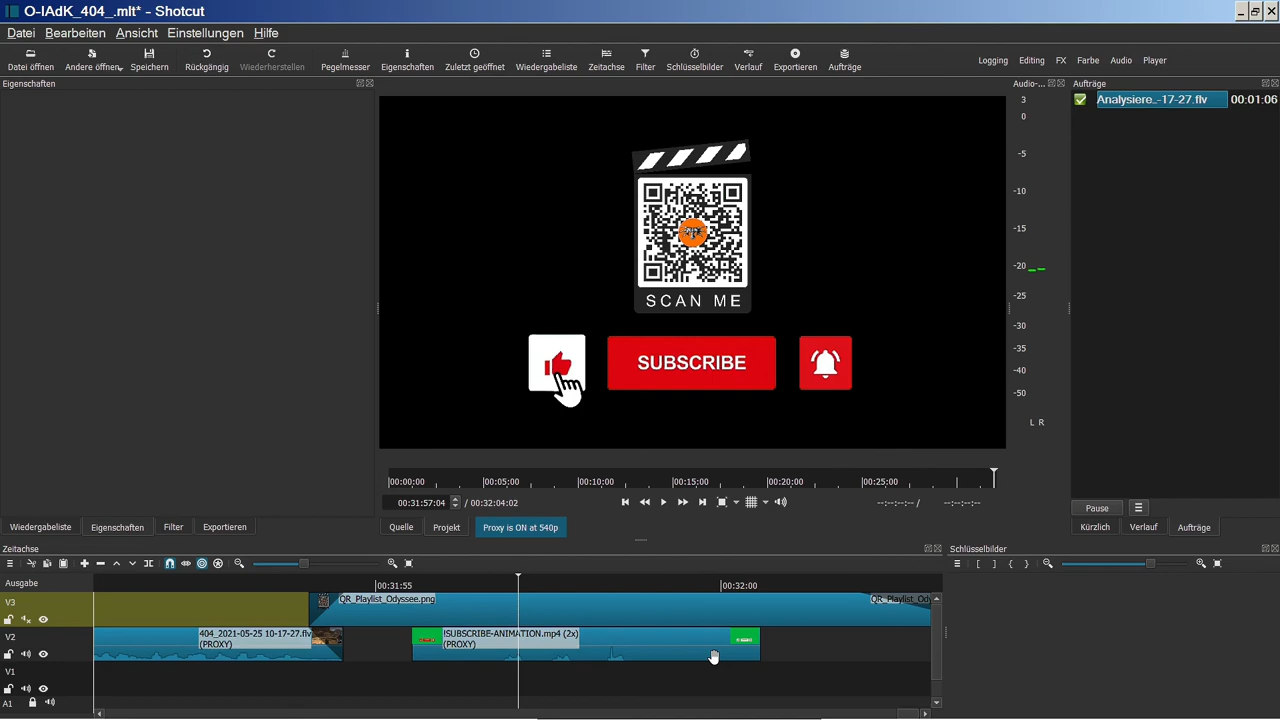 O-IAdK_404_.mlt* - Shotcut
Datei Bearbeiten Ansicht Einstellungen Hilfe
Datei öffnen Andere öffnen Speichern Rückgängig Wiederherstellen Pegelmesser Eigenschaften Zuletzt geöffnet Wiedergabeliste Zeitachse Filter Schlüsselbilder Verlauf Exportieren Aufträge Logging Editing FX Farbe Audio Player
Eigenschaften
Audio-...
Aufträge
Analysiere..-17-27.flv 00:01:06
3
0
-5
-10
-15
-20
-25
-30
-35
-40
-50
L R
SCAN ME
SUBSCRIBE
00:00:00 00:00:05 00:00:10 00:00:15 00:00:20 00:00:25
00:31:57:04 / 00:32:04:02 --:--:--:-- / --:--:--:--
Pause
Wiedergabeliste Eigenschaften Filter Exportieren Quelle Projekt Proxy is ON at 540p Kürzlich Verlauf Aufträge
Zeitachse
Schlüsselbilder
Ausgabe
00:31:55 00:32:00
V3
QR_Playlist_Odyssee.png
QR_Playlist_Od
V2
404_2021-05-25 10-17-27.flv
(PROXY)
!SUBSCRIBE-ANIMATION.mp4 (2x)
(PROXY)
V1
A1